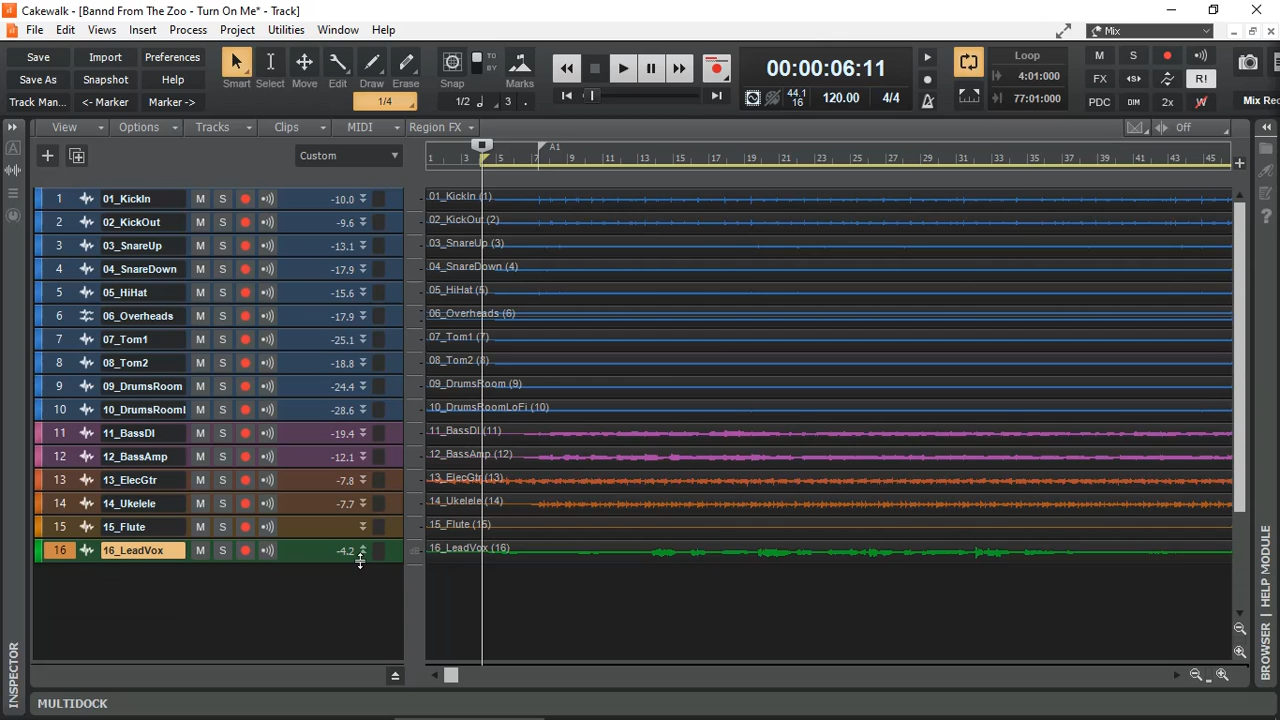 Cakewalk - [Bannd From The Zoo - Turn On Me* - Track]
File Edit Views Insert Process Project Utilities Window Help
Mix
Save Import Preferences
Save As Snapshot Help
Track Man... <- Marker Marker ->
Smart Select Move Edit Draw Erase
1/4
Snap TO BY Marks
1/2 3
00:00:06:11
44.1 16 120.00 4/4
Loop
4:01:000
77:01:000
M S
FX R!
PDC DIM 2x W
Mix Rec
View Options Tracks Clips MIDI Region FX
Off
Custom
A1
1 3 5 7 9 11 13 15 17 19 21 23 25 27 29 31 33 35 37 39 41 43 45
1 01_KickIn M S -10.0 01_KickIn (1)
2 02_KickOut M S -9.6 02_KickOut (2)
3 03_SnareUp M S -13.1 03_SnareUp (3)
4 04_SnareDown M S -17.9 04_SnareDown (4)
5 05_HiHat M S -15.6 05_HiHat (5)
6 06_Overheads M S -17.9 06_Overheads (6)
7 07_Tom1 M S -25.1 07_Tom1 (7)
8 08_Tom2 M S -18.8 08_Tom2 (8)
9 09_DrumsRoom M S -24.4 09_DrumsRoom (9)
10 10_DrumsRoomL M S -28.6 10_DrumsRoomLoFi (10)
11 11_BassDI M S -19.4 11_BassDI (11)
12 12_BassAmp M S -12.1 12_BassAmp (12)
13 13_ElecGtr M S -7.8 13_ElecGtr (13)
14 14_Ukelele M S -7.7 14_Ukelele (14)
15 15_Flute M S 15_Flute (15)
16 16_LeadVox M S -4.2 16_LeadVox (16)
INSPECTOR
BROWSER | HELP MODULE
MULTIDOCK